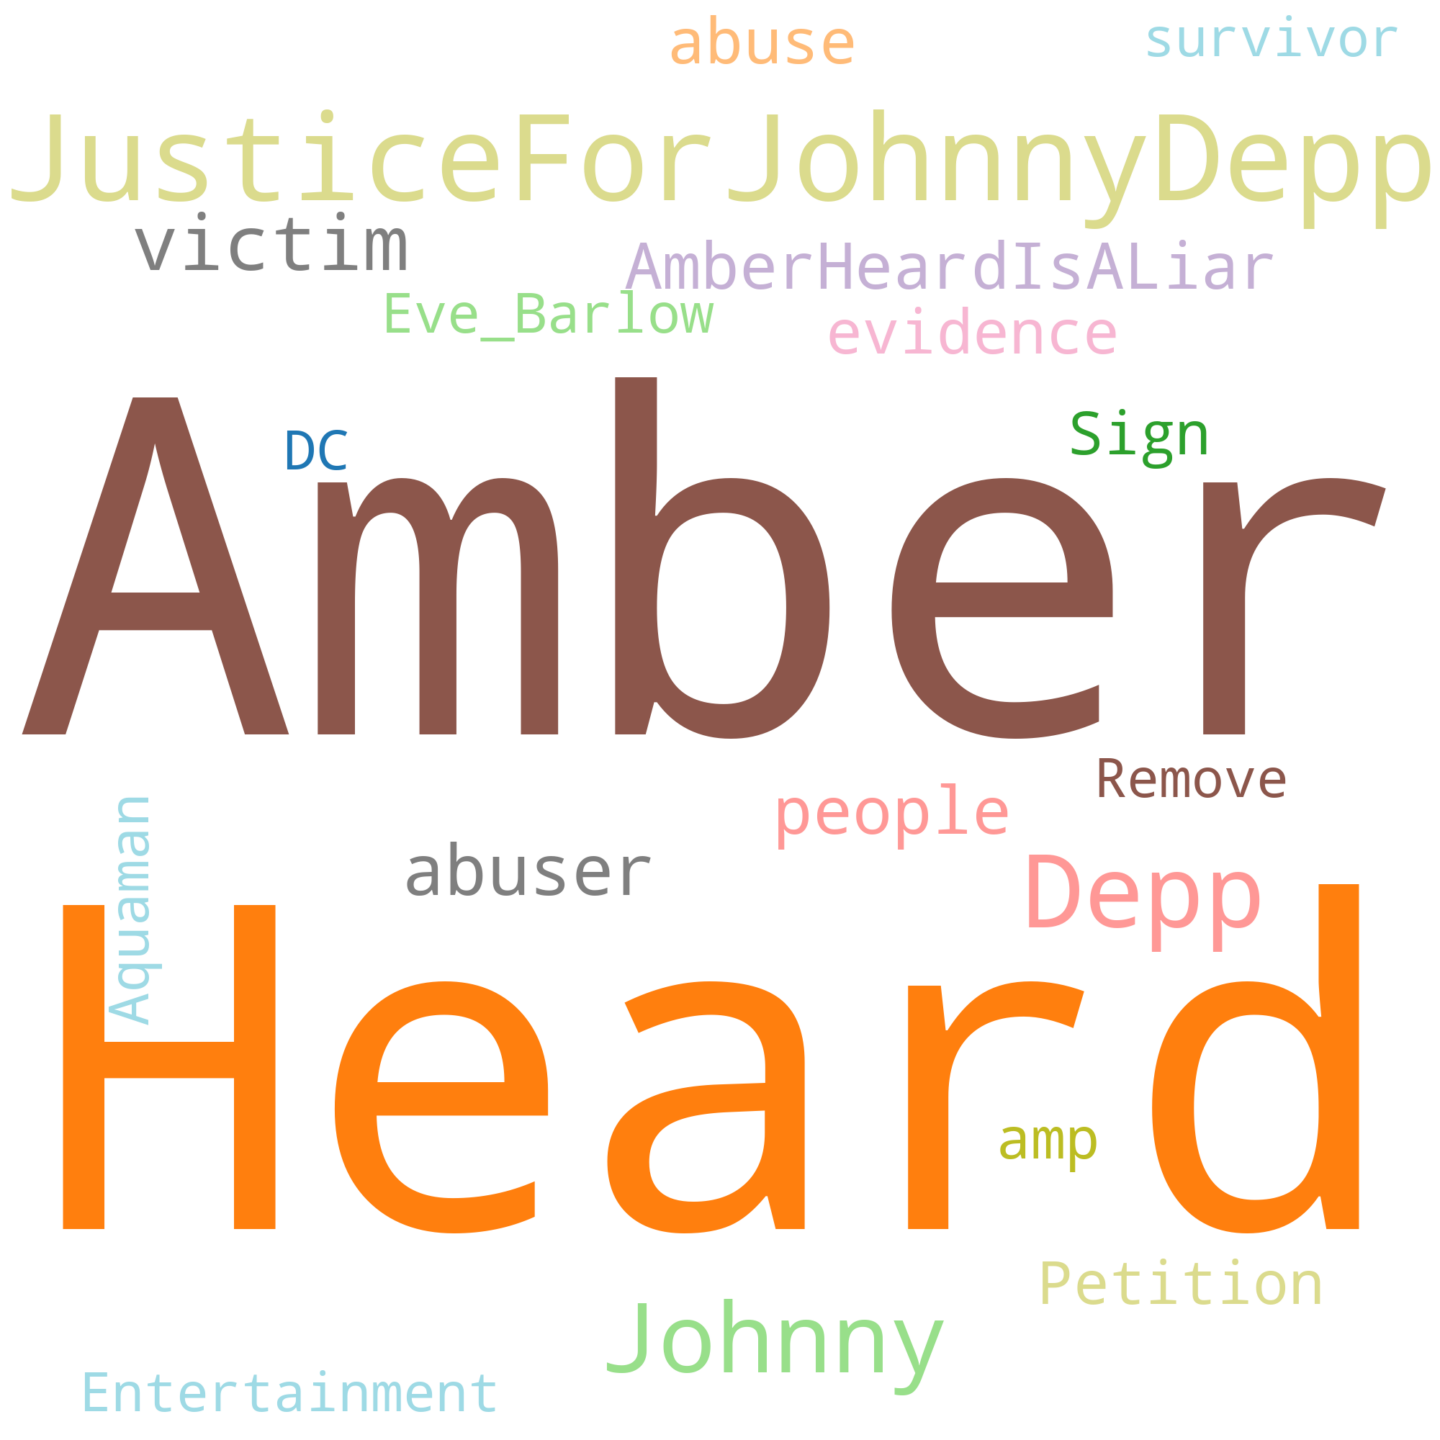 abuse
survivor
JusticeForJohnnyDepp
victim
AmberHeardIsALiar
Eve_Barlow
evidence
DC
Sign
Amber
Remove
people
Aquaman
abuser
Depp
Heard
amp
Petition
Johnny
Entertainment